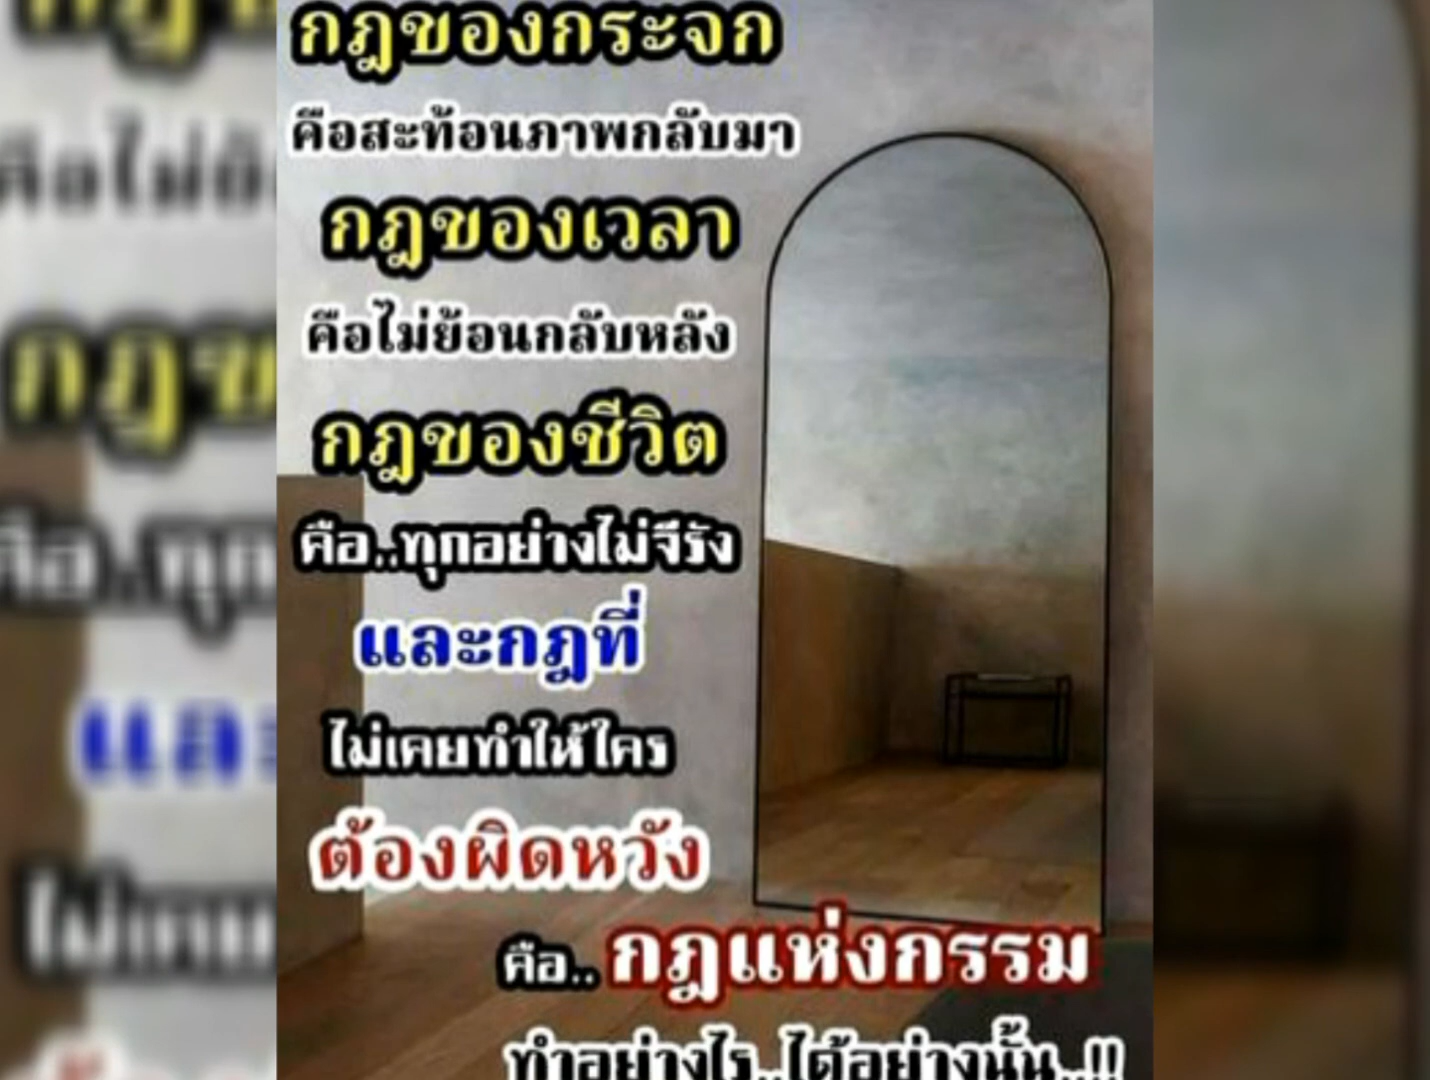 กฎของกระจก
คือสะท้อนภาพกลับมา
กฎของเวลา
คือไม่ย้อนกลับหลัง
กฎของชีวิต
คือ..ทุกอย่างไม่จีรัง
และกฎที่
ไม่เคยทำให้ใคร
ต้องผิดหวัง
คือ.. กฎแห่งกรรม
ทำอย่างไร..ได้อย่างนั้น..!!